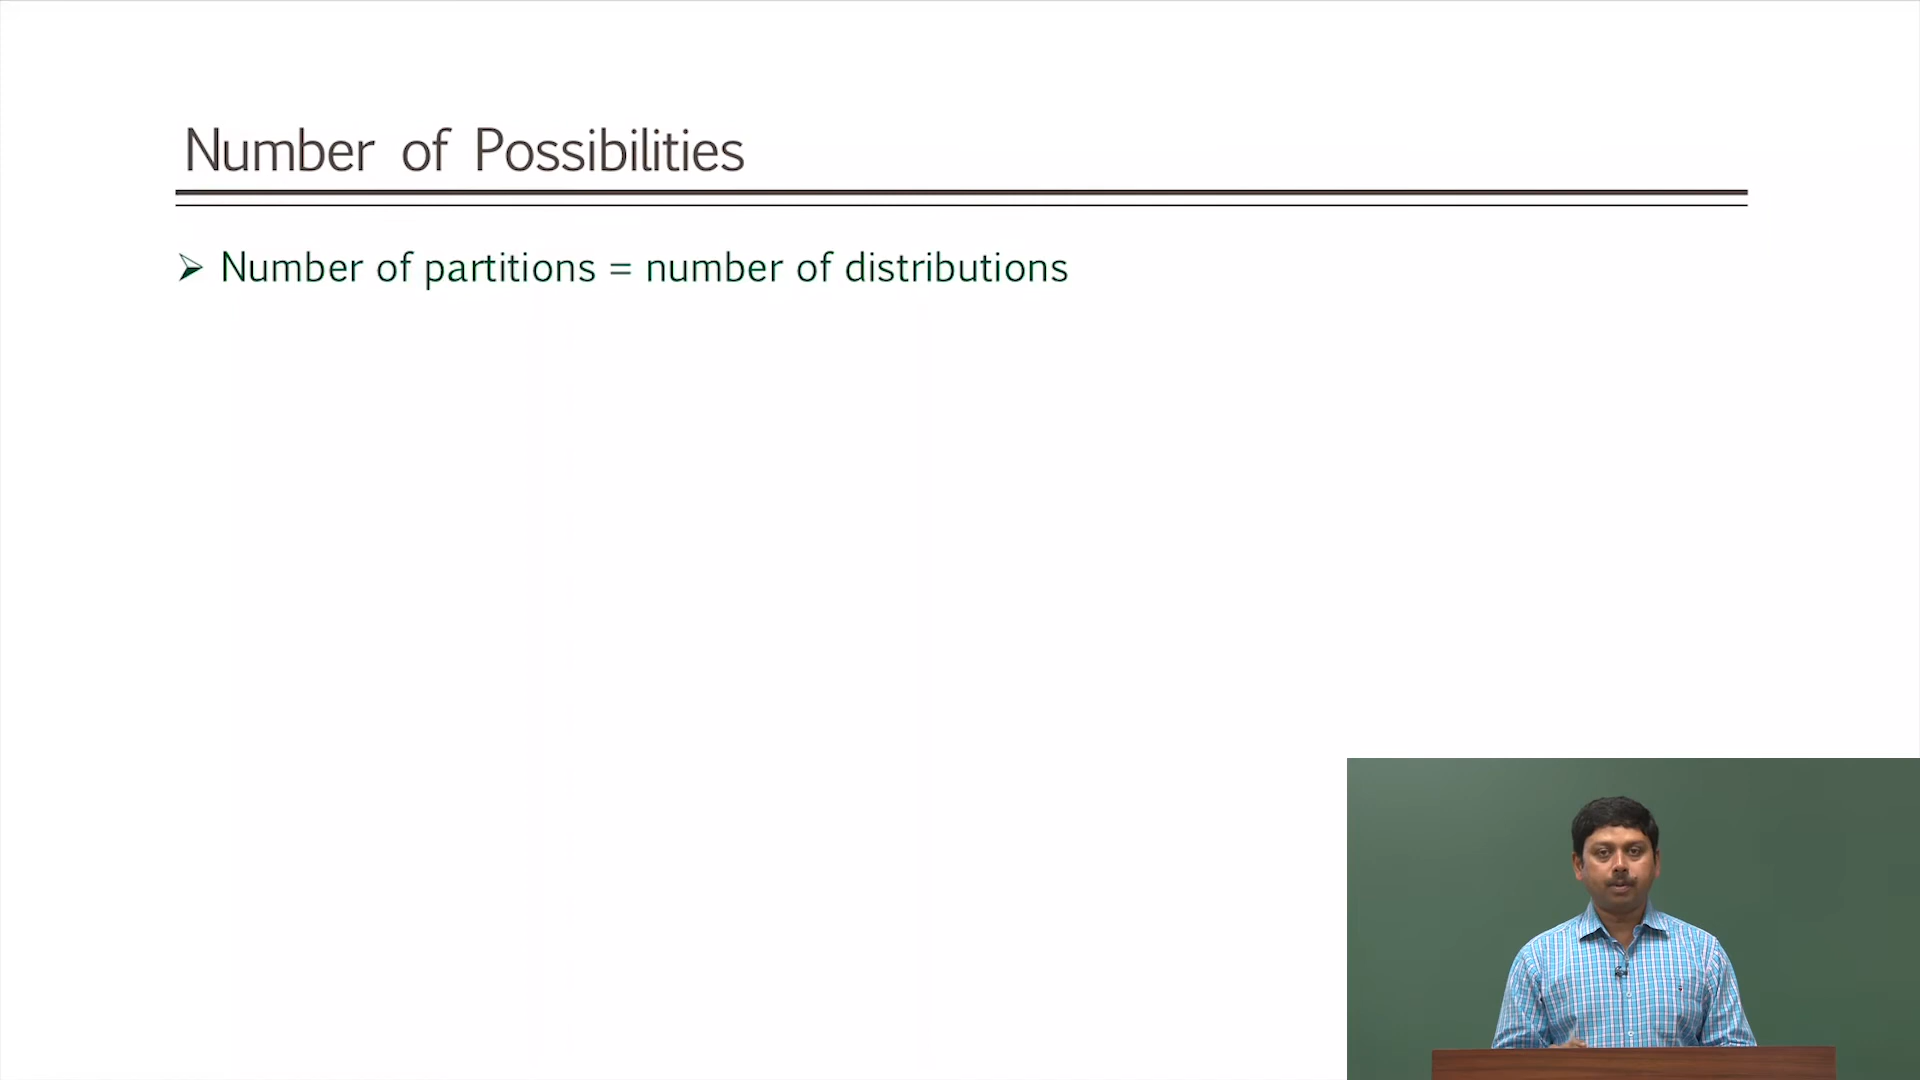 Number of Possibilities
➢ Number of partitions = number of distributions